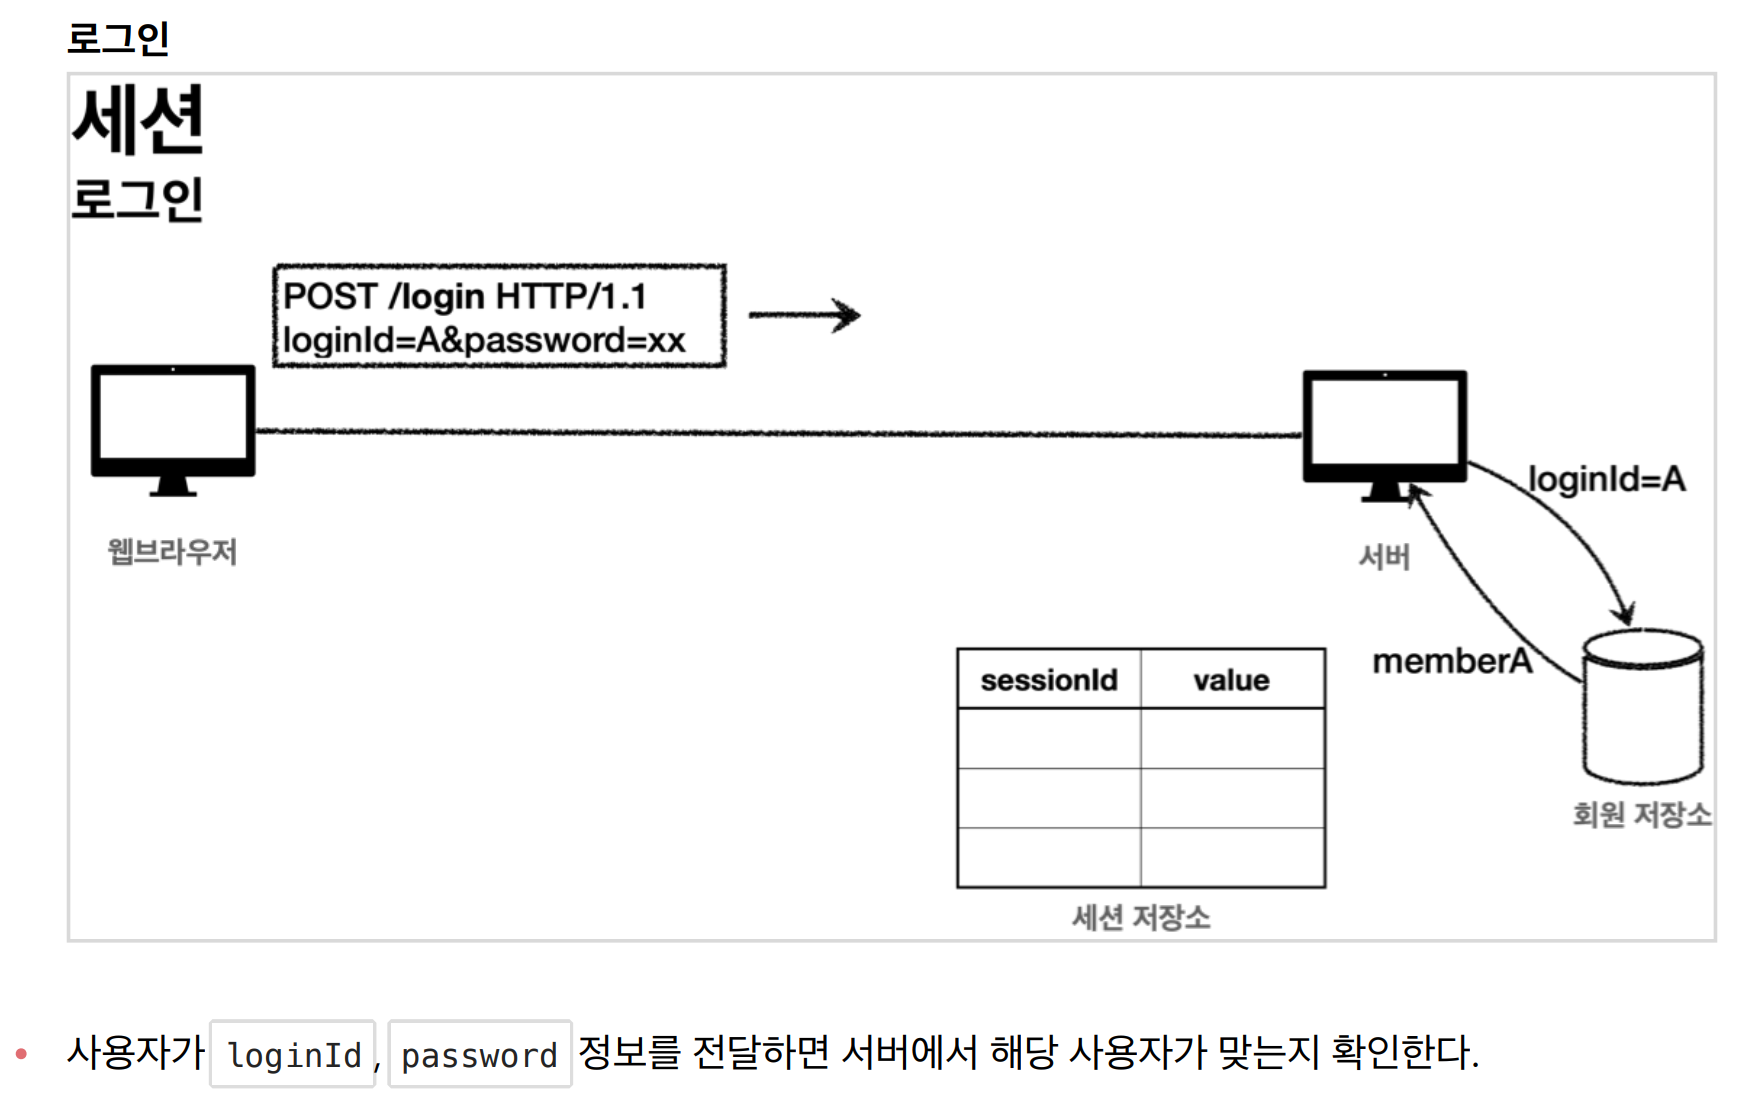 로그인
세션
로그인
POST /login HTTP/1.1
loginId=A&password=xx
웹브라우저
서버
loginId=A
memberA
회원 저장소
sessionId value
세션 저장소
사용자가 loginId, password 정보를 전달하면 서버에서 해당 사용자가 맞는지 확인한다.